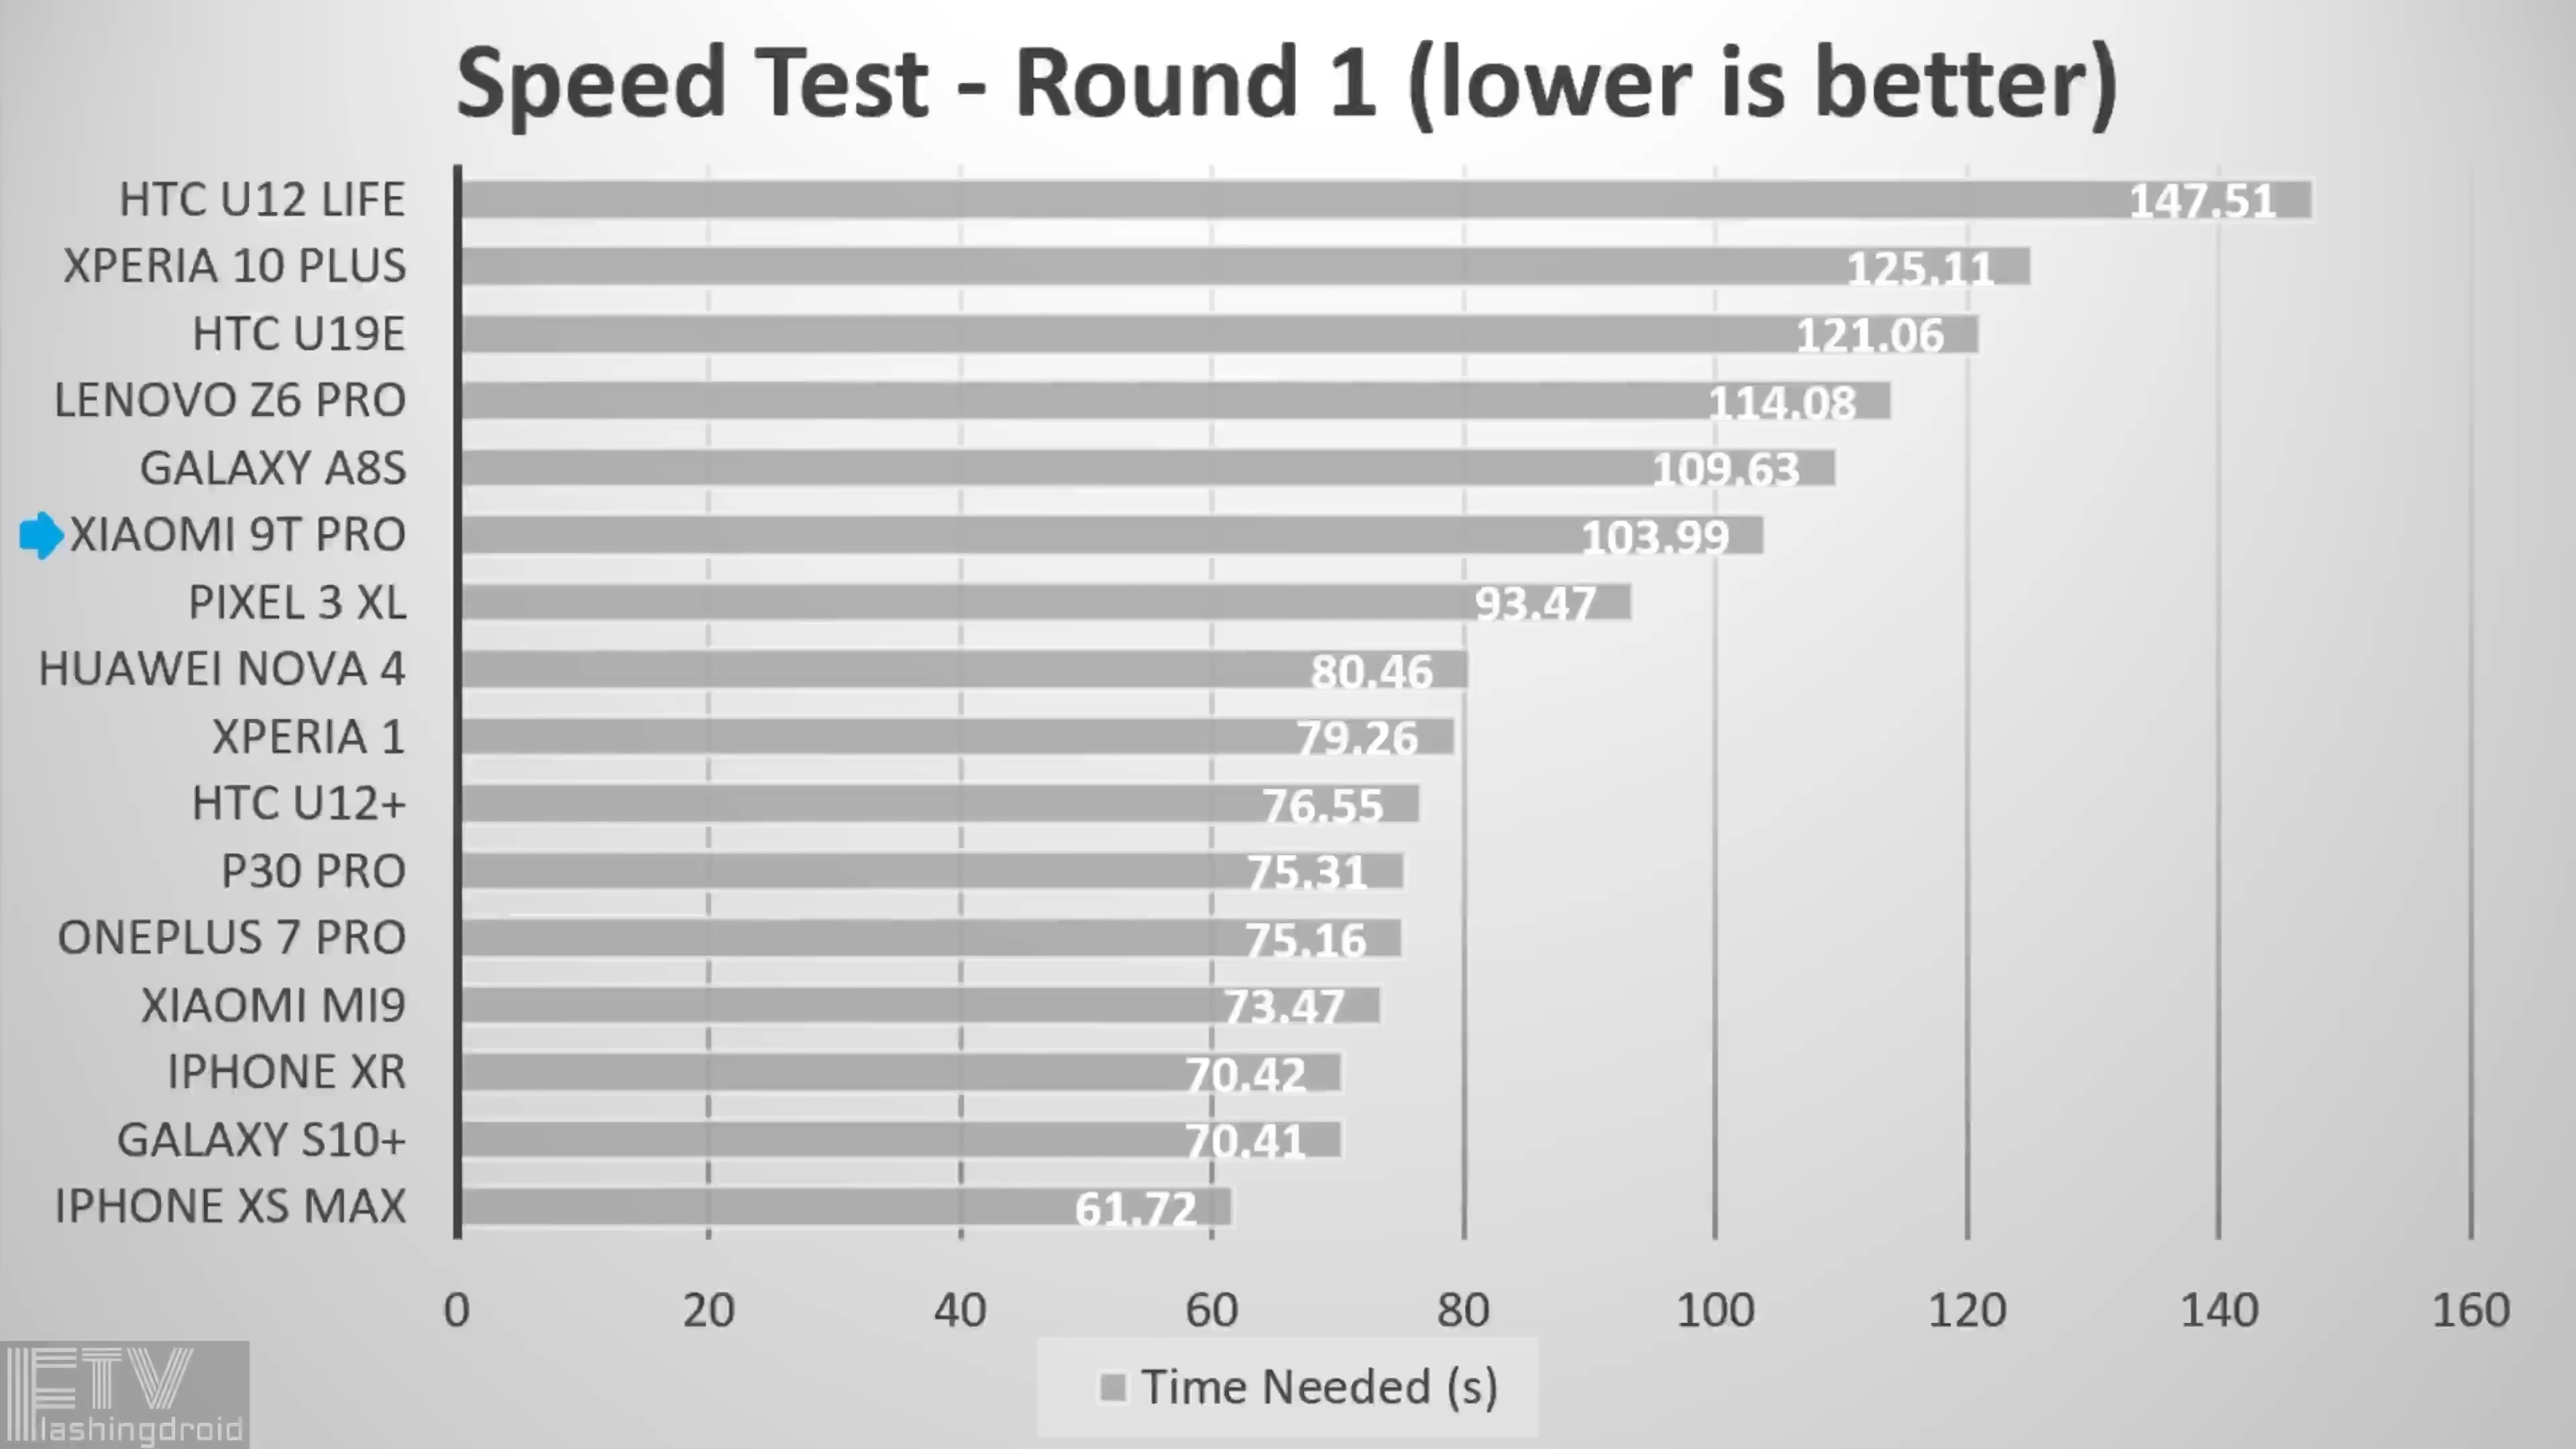 Speed Test - Round 1 (lower is better)
HTC U12 LIFE 147.51
XPERIA 10 PLUS 125.11
HTC U19E 121.06
LENOVO Z6 PRO 114.08
GALAXY A8S 109.63
XIAOMI 9T PRO 103.99
PIXEL 3 XL 93.47
HUAWEI NOVA 4 80.46
XPERIA 1 79.26
HTC U12+ 76.55
P30 PRO 75.31
ONEPLUS 7 PRO 75.16
XIAOMI MI9 73.47
IPHONE XR 70.42
GALAXY S10+ 70.41
IPHONE XS MAX 61.72
0 20 40 60 80 100 120 140 160
Time Needed (s)
FTV
lashingdroid